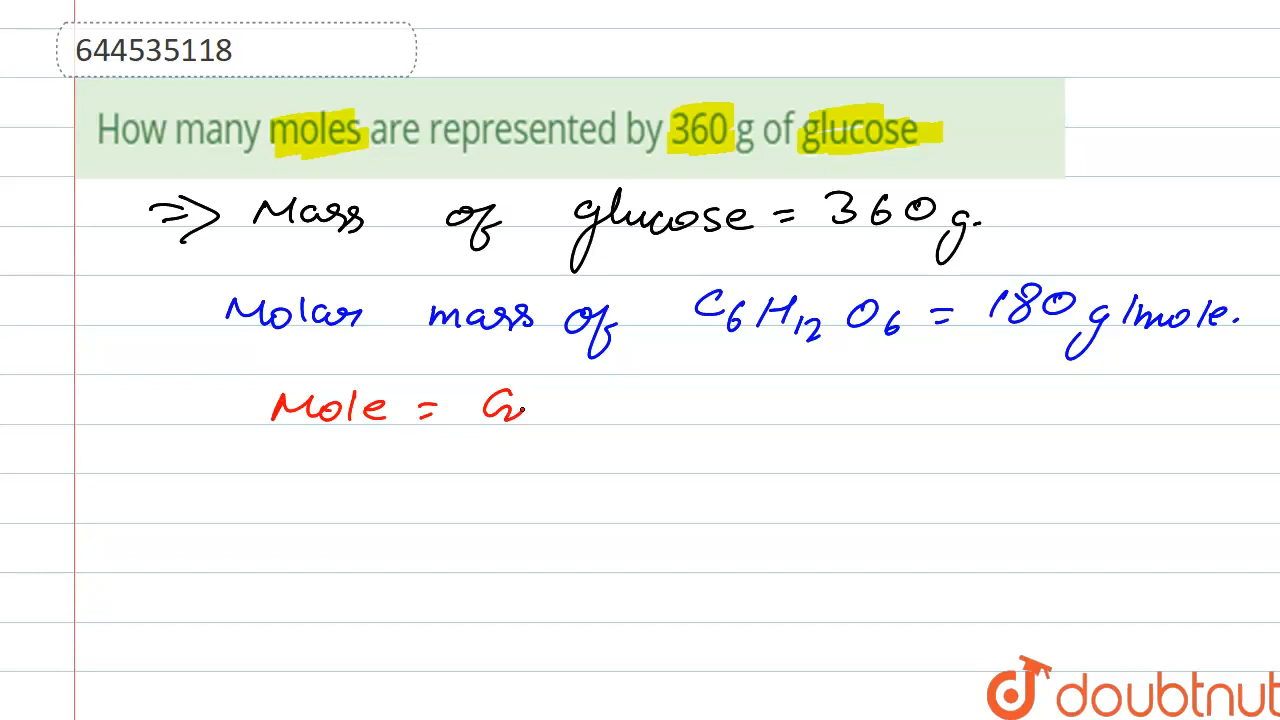 644535118
How many moles are represented by 360 g of glucose
⇒ Mass of glucose = 360 g.
Molar mass of C₆H₁₂O₆ = 180 g/mole.
Mole = G
doubtnut